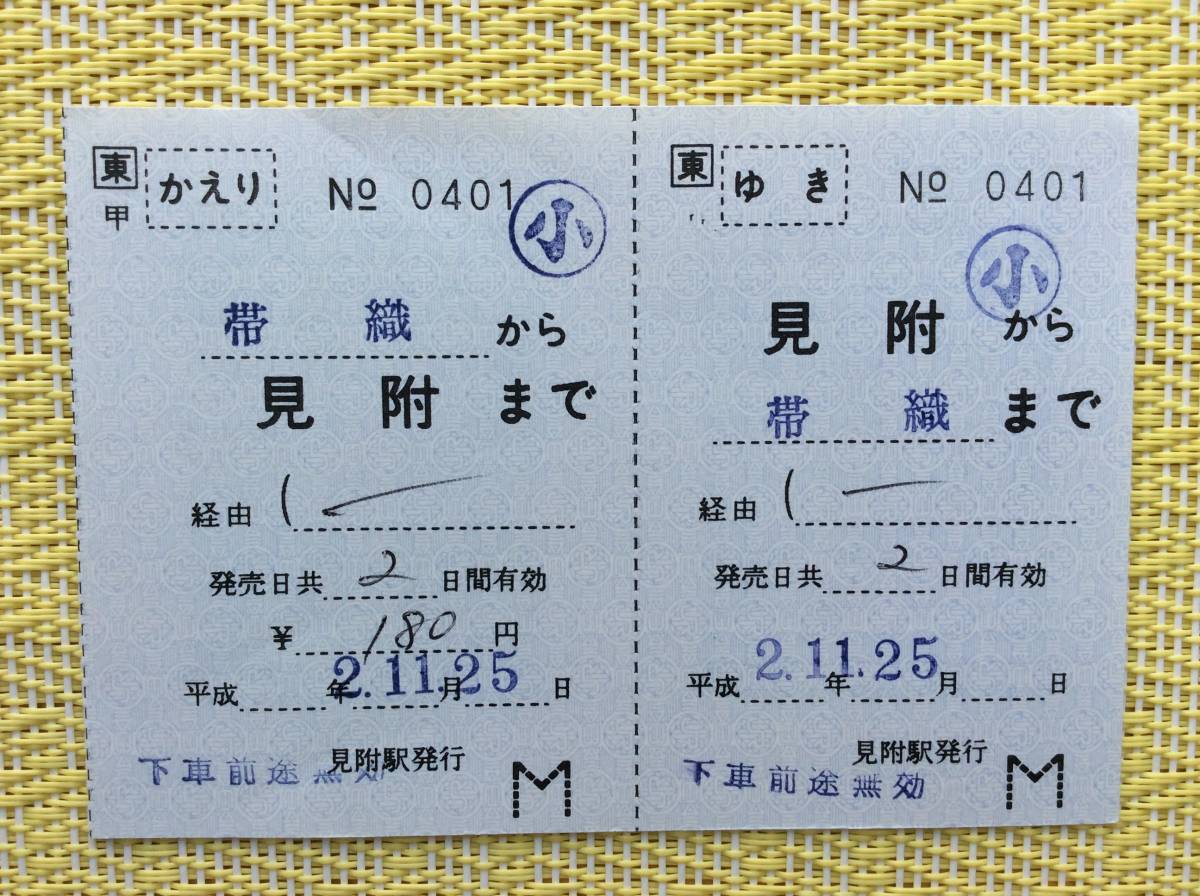 東 かえり № 0401 小
甲
帯織から
見附まで
経由 (
発売日共 2 日間有効
¥ 180 円
平成 2.11.25 年 月 日
見附駅発行
下車前途無効
M
東 ゆき № 0401
小
見附から
帯織まで
経由 (
発売日共 2 日間有効
平成 2.11.25 年 月 日
見附駅発行
下車前途無効
M